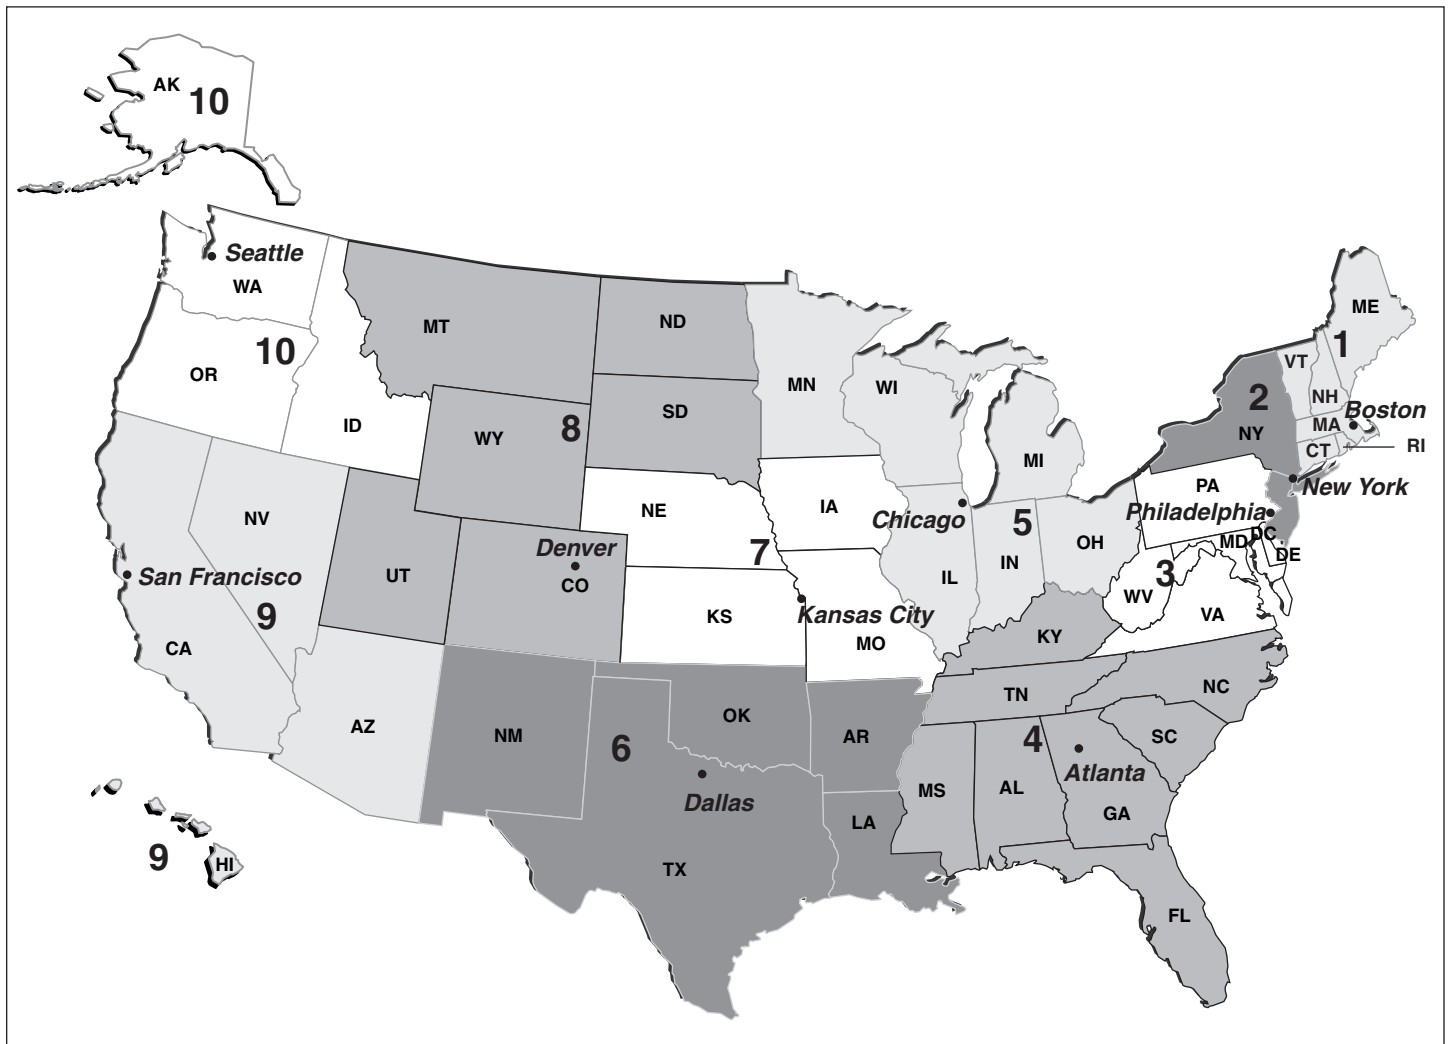 AK
10
Seattle
WA
10
OR
ID
MT
ND
MN
WI
ME
1
VT
NH
2
NY
MA
Boston
CT
RI
New York
SD
8
WY
MI
PA
Philadelphia
DC
MD
DE
NE
IA
Chicago
5
OH
NV
Denver
CO
UT
7
IL
IN
3
WV
VA
San Francisco
9
CA
KS
Kansas City
MO
KY
NC
TN
AZ
NM
6
OK
AR
4
SC
Atlanta
Dallas
MS
AL
GA
LA
9
HI
TX
FL